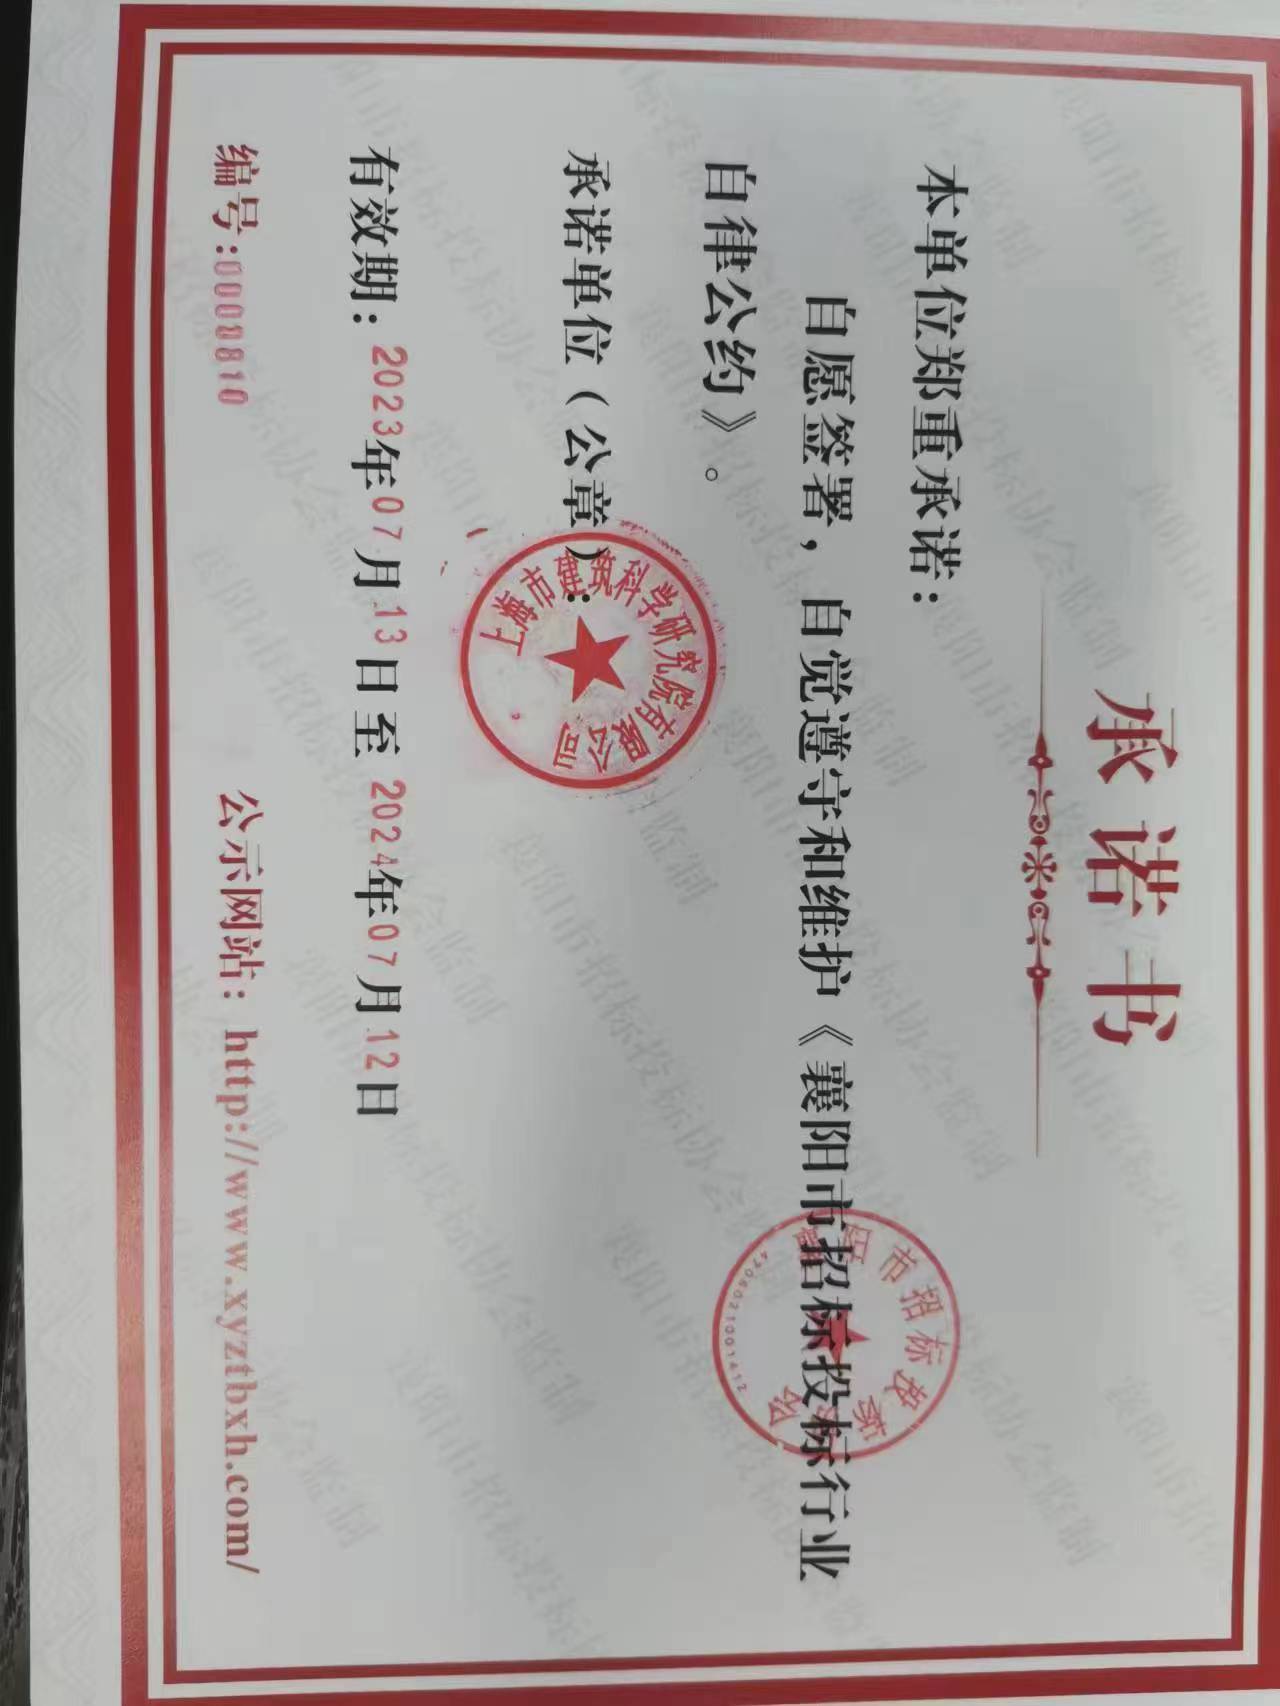 承诺书
本单位郑重承诺：
自愿签署，自觉遵守和维护《襄阳市招标投标行业
自律公约》。
承诺单位（公章）：
上海市建筑科学研究院有限公司
有效期：2023年07月13日至2024年07月12日
编号:0008810
公示网站：http://www.xyztbxh.com/